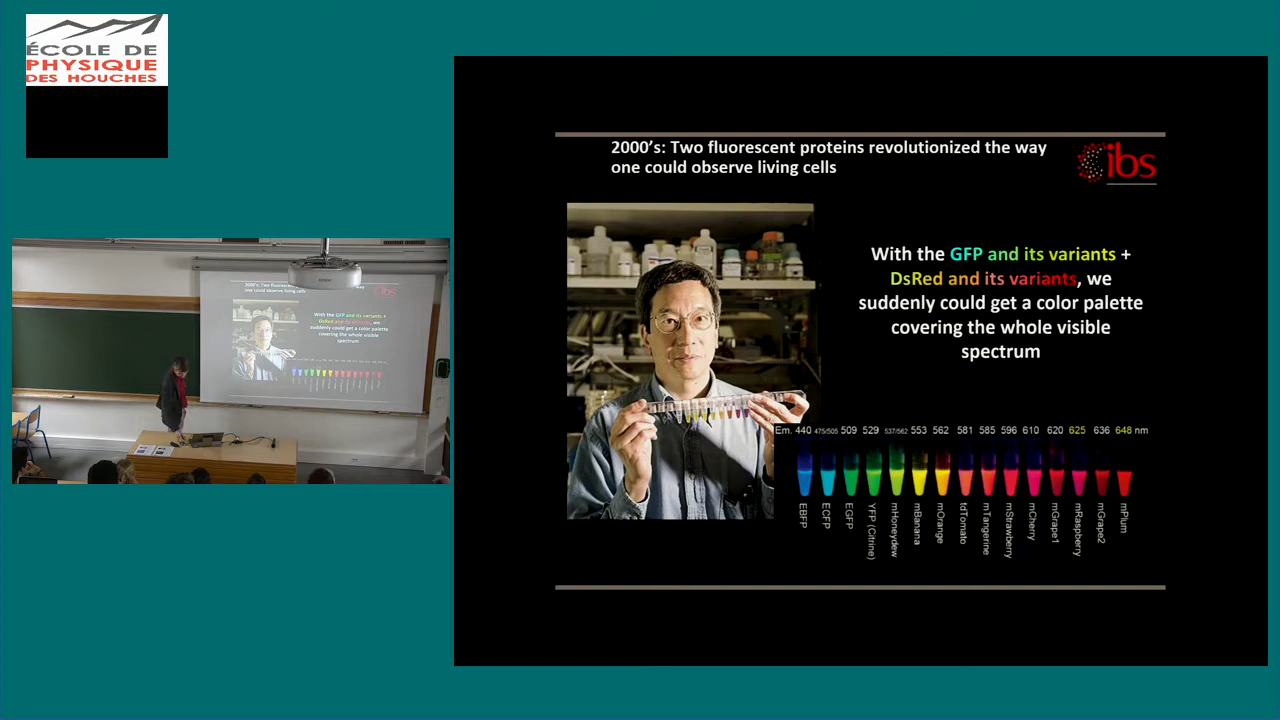 ÉCOLE DE
PHYSIQUE
DES HOUCHES
2000's: Two fluorescent proteins revolutionized the way
one could observe living cells
ibs
With the GFP and its variants +
DsRed and its variants, we
suddenly could get a color palette
covering the whole visible
spectrum
Em. 440 475/505 509 529 537/562 553 562 581 585 596 610 620 625 636 648 nm
EBFP
ECFP
EGFP
YFP (Citrine)
mHoneydew
mBanana
mOrange
tdTomato
mTangerine
mStrawberry
mCherry
mGrape1
mRaspberry
mGrape2
mPlum